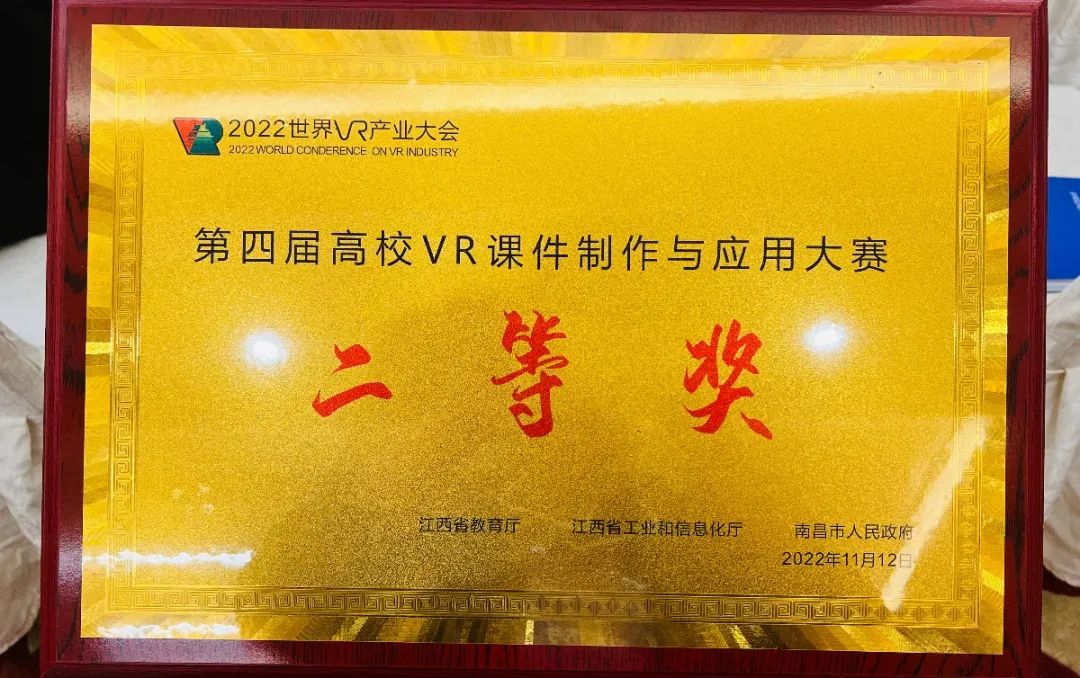 2022世界VR产业大会
2022 WORLD CONDERENCE ON VR INDUSTRY
第四届高校VR课件制作与应用大赛
二等奖
江西省教育厅 江西省工业和信息化厅 南昌市人民政府
2022年11月12日